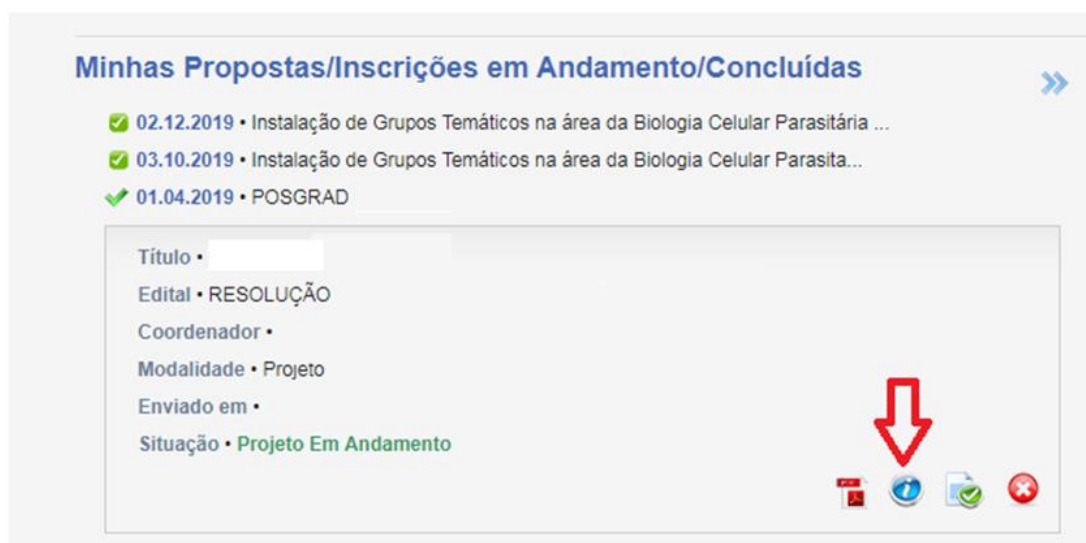 Minhas Propostas/Inscrições em Andamento/Concluídas
02.12.2019 • Instalação de Grupos Temáticos na área da Biologia Celular Parasitária ...
03.10.2019 • Instalação de Grupos Temáticos na área da Biologia Celular Parasita...
01.04.2019 • POSGRAD
Título •
Edital • RESOLUÇÃO
Coordenador •
Modalidade • Projeto
Enviado em •
Situação • Projeto Em Andamento